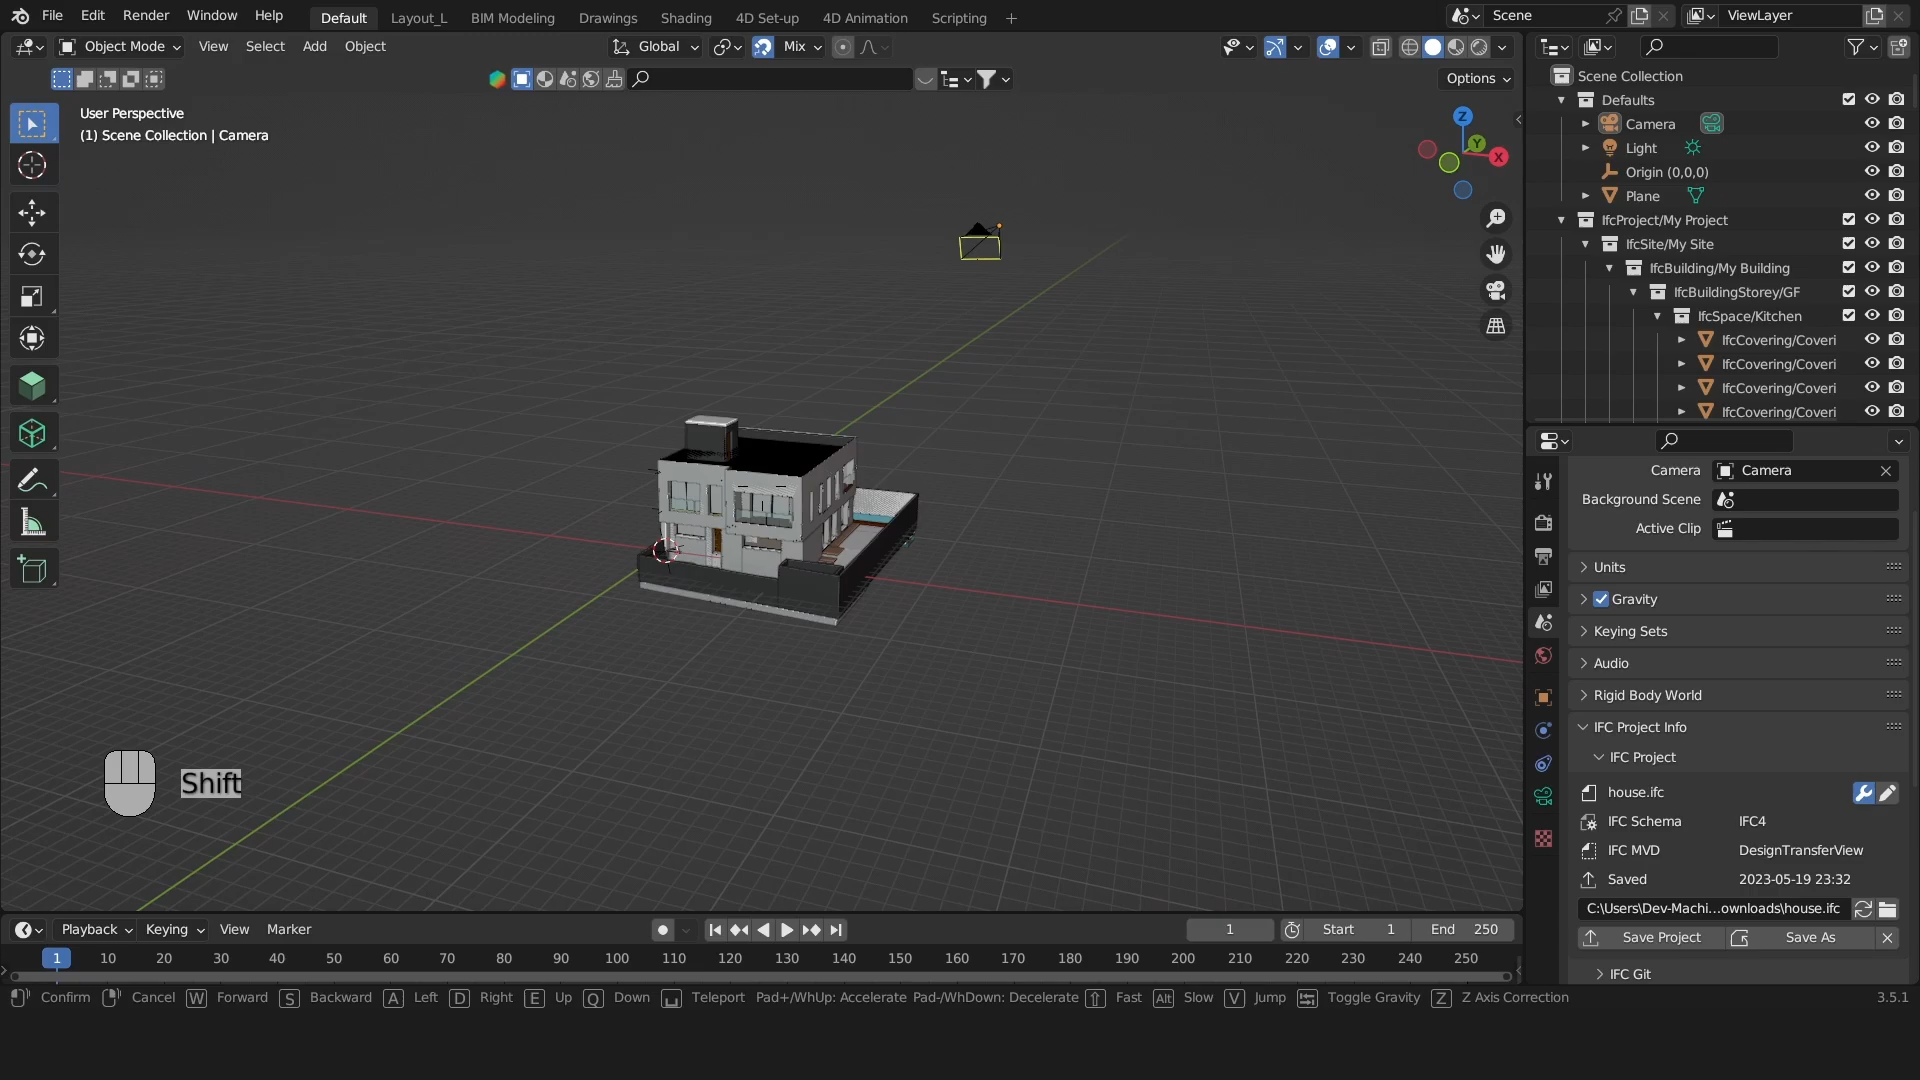 File Edit Render Window Help Default Layout_L BIM Modeling Drawings Shading 4D Set-up 4D Animation Scripting Scene ViewLayer
Object Mode View Select Add Object Global Mix
Options
User Perspective
(1) Scene Collection | Camera
Z
Y
X
Scene Collection
Defaults
Camera
Light
Origin (0,0,0)
Plane
IfcProject/My Project
IfcSite/My Site
IfcBuilding/My Building
IfcBuildingStorey/GF
IfcSpace/Kitchen
IfcCovering/Coveri
IfcCovering/Coveri
IfcCovering/Coveri
IfcCovering/Coveri
Camera Camera
Background Scene
Active Clip
Units
Gravity
Keying Sets
Audio
Rigid Body World
IFC Project Info
IFC Project
house.ifc
IFC Schema IFC4
IFC MVD DesignTransferView
Saved 2023-05-19 23:32
C:\Users\Dev-Machi...ownloads\house.ifc
Save Project Save As
IFC Git
Shift
Playback Keying View Marker 1 Start 1 End 250
1 10 20 30 40 50 60 70 80 90 100 110 120 130 140 150 160 170 180 190 200 210 220 230 240 250
Confirm Cancel W Forward S Backward A Left D Right E Up Q Down Teleport Pad+/WhUp: Accelerate Pad-/WhDown: Decelerate Fast Alt Slow V Jump Toggle Gravity Z Z Axis Correction 3.5.1